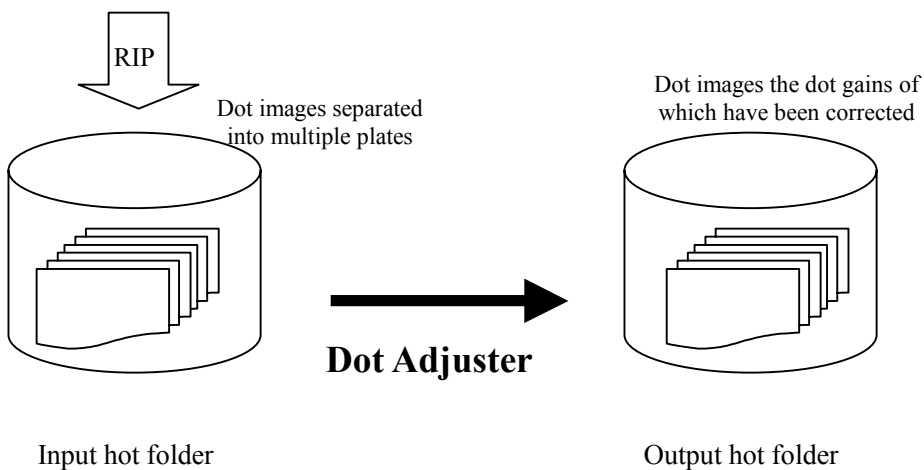 RIP
Dot images separated
into multiple plates
Dot images the dot gains of
which have been corrected
Dot Adjuster
Input hot folder
Output hot folder